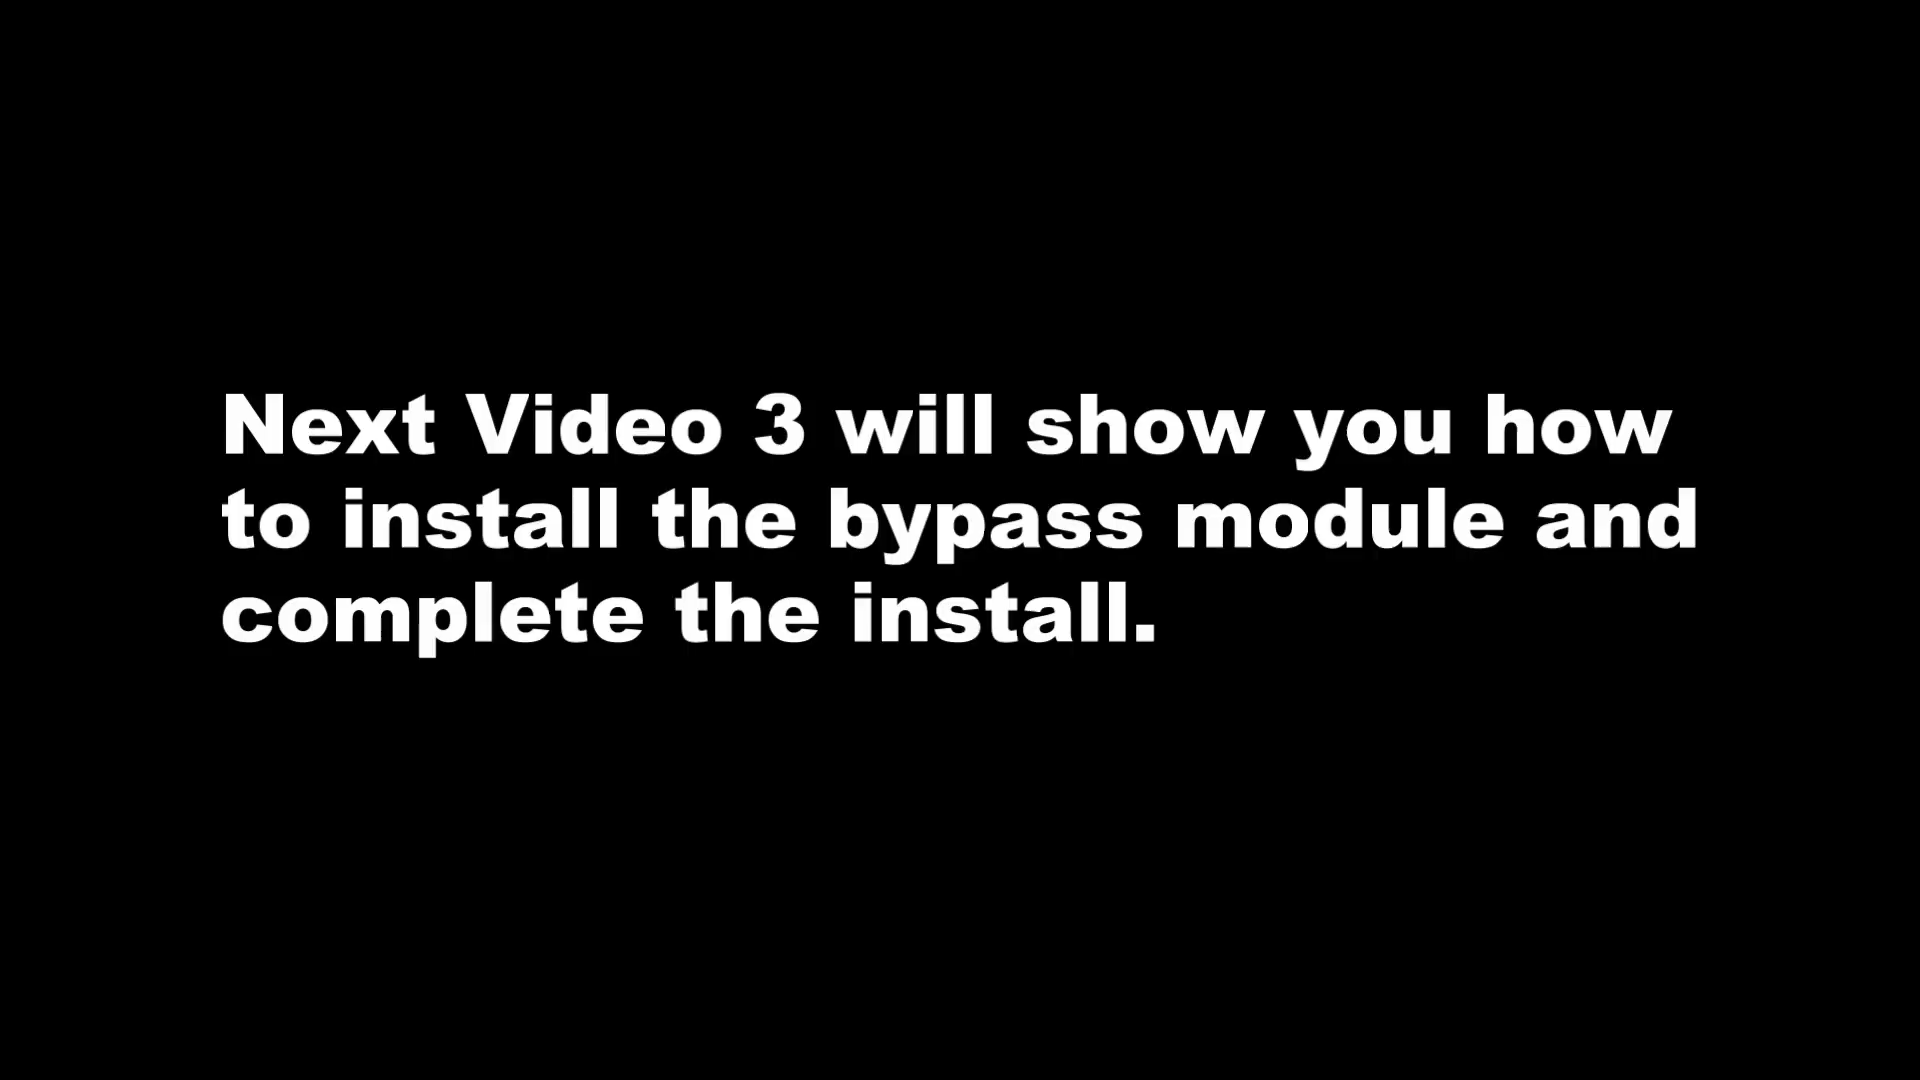 Next Video 3 will show you how
to install the bypass module and
complete the install.